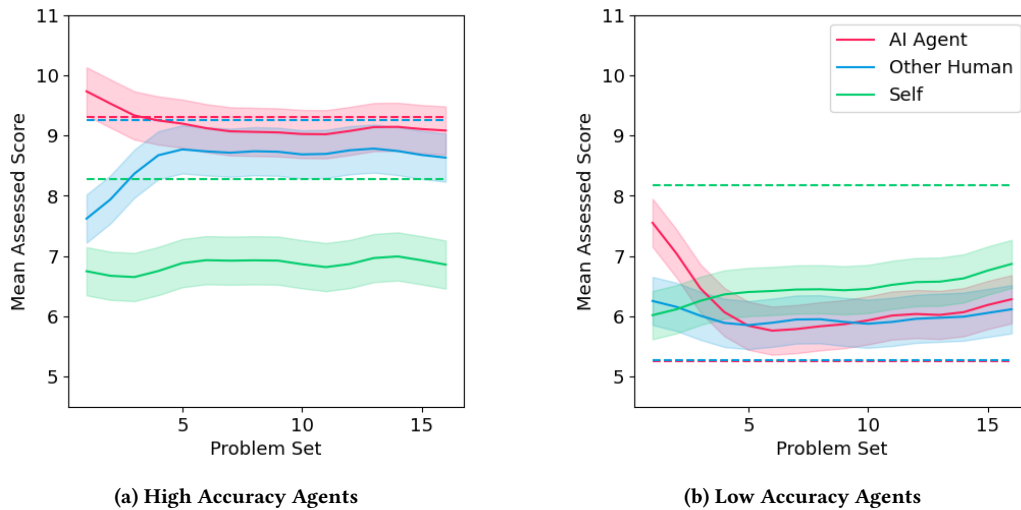 11
10
9
8
7
6
5
Mean Assessed Score
5
10
15
Problem Set
(a) High Accuracy Agents
11
10
9
8
7
6
5
Mean Assessed Score
5
10
15
Problem Set
AI Agent
Other Human
Self
(b) Low Accuracy Agents